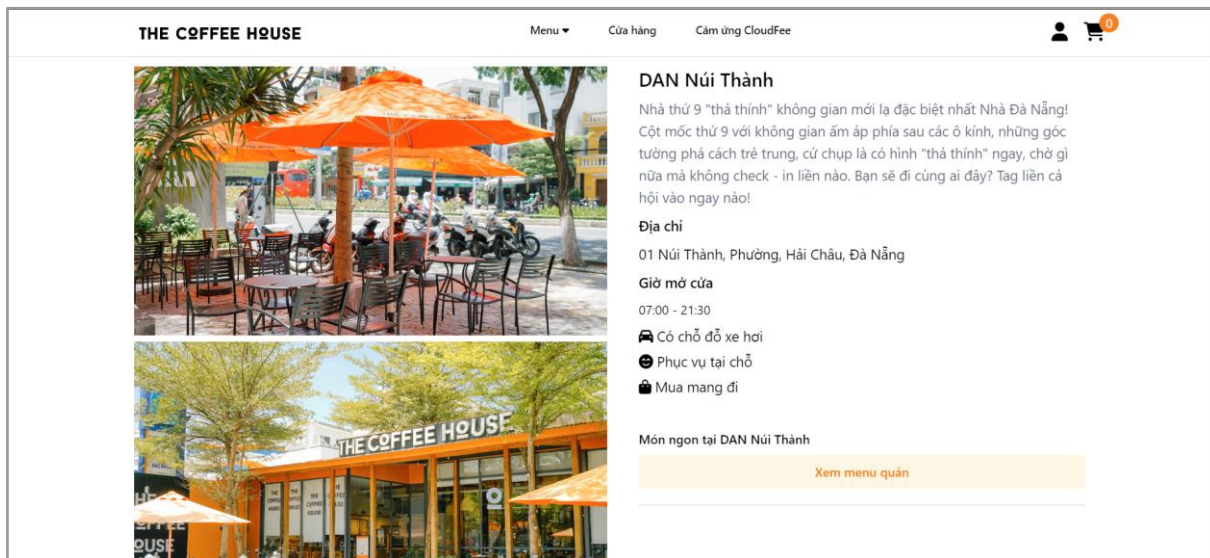 THE COFFEE HOUSE
Menu
Cửa hàng
Cảm ứng CloudFee
0
DAN Núi Thành
Nhà thứ 9 "thả thính" không gian mới lạ đặc biệt nhất Nhà Đà Nẵng!
Cột mốc thứ 9 với không gian ấm áp phía sau các ô kính, những góc
tường phá cách trẻ trung, cứ chụp là có hình "thả thính" ngay, chờ gì
nữa mà không check - in liền nào. Bạn sẽ đi cùng ai đây? Tag liền cả
hội vào ngay nào!
Địa chỉ
01 Núi Thành, Phường, Hải Châu, Đà Nẵng
Giờ mở cửa
07:00 - 21:30
Có chỗ đỗ xe hơi
Phục vụ tại chỗ
Mua mang đi
Món ngon tại DAN Núi Thành
Xem menu quán
THE COFFEE HOUSE
THE
COFFEE
HOUSE